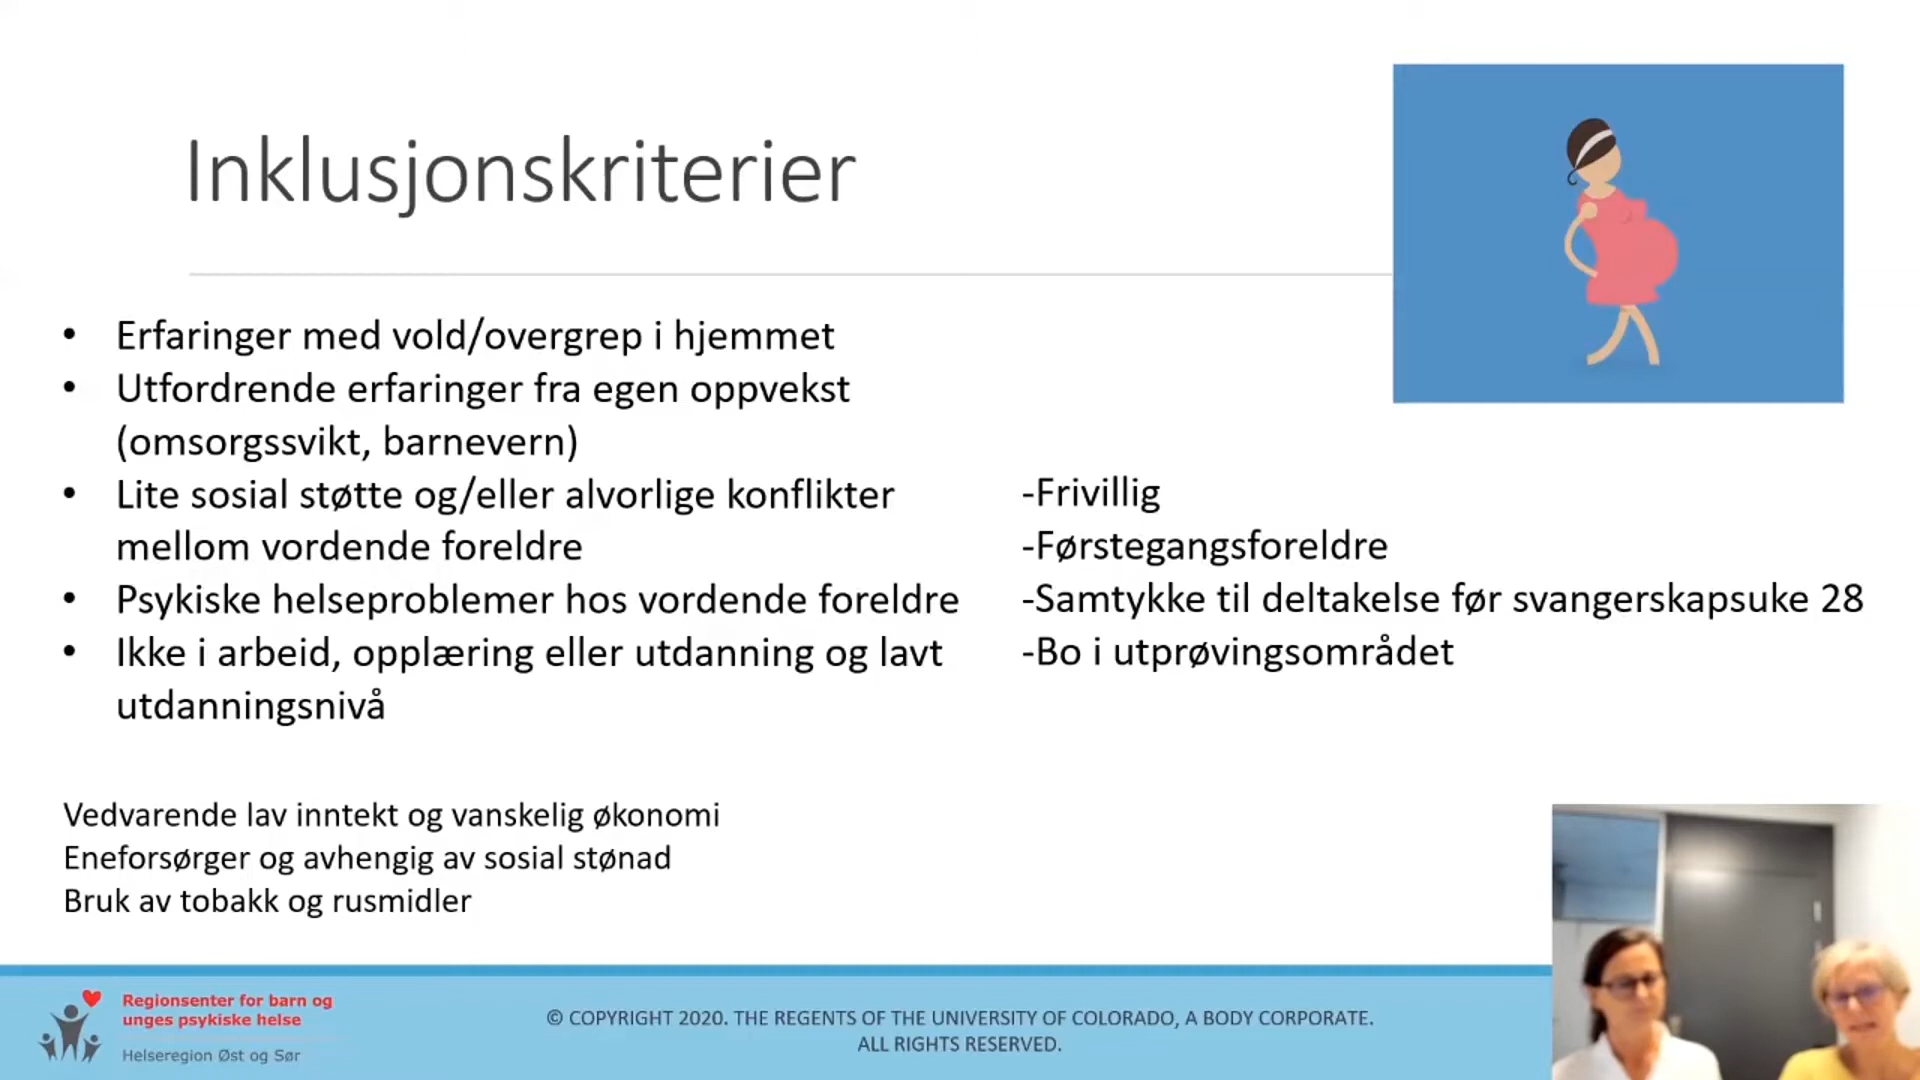 Inklusjonskriterier
• Erfaringer med vold/overgrep i hjemmet
• Utfordrende erfaringer fra egen oppvekst
(omsorgssvikt, barnevern)
• Lite sosial støtte og/eller alvorlige konflikter
mellom vordende foreldre
• Psykiske helseproblemer hos vordende foreldre
• Ikke i arbeid, opplæring eller utdanning og lavt
utdanningsnivå
-Frivillig
-Førstegangsforeldre
-Samtykke til deltakelse før svangerskapsuke 28
-Bo i utprøvingsområdet
Vedvarende lav inntekt og vanskelig økonomi
Eneforsørger og avhengig av sosial stønad
Bruk av tobakk og rusmidler
Regionsenter for barn og
unges psykiske helse
Helseregion Øst og Sør
© COPYRIGHT 2020. THE REGENTS OF THE UNIVERSITY OF COLORADO, A BODY CORPORATE.
ALL RIGHTS RESERVED.